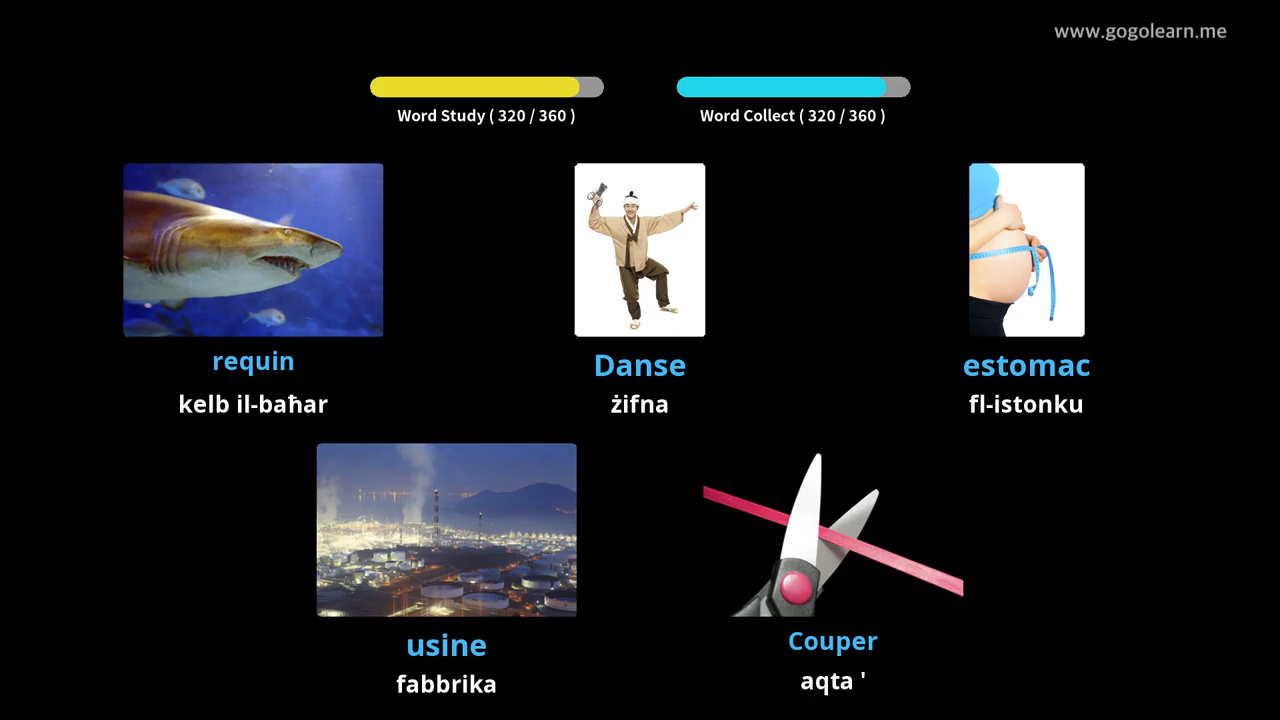 www.gogolearn.me
Word Study ( 320 / 360 )
Word Collect ( 320 / 360 )
requin
Danse
estomac
kelb il-baħar
żifna
fl-istonku
usine
Couper
fabbrika
aqta '